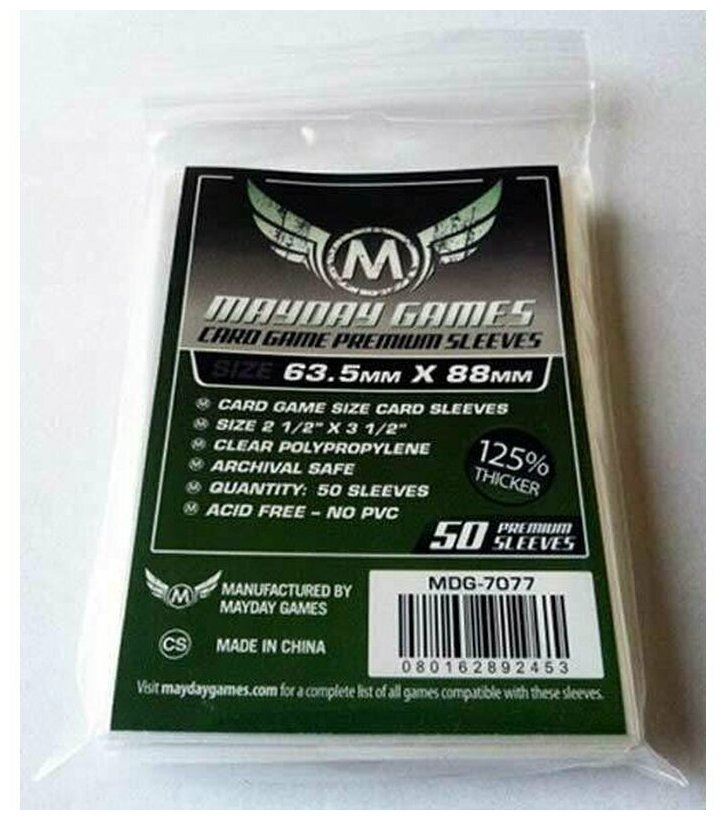 M
MAYDAY GAMES
CARD GAME PREMIUM SLEEVES
SIZE 63.5MM X 88MM
M CARD GAME SIZE CARD SLEEVES
M SIZE 2 1/2" X 3 1/2"
M CLEAR POLYPROPYLENE
M ARCHIVAL SAFE
M QUANTITY: 50 SLEEVES
M ACID FREE – NO PVC
125%
THICKER
50 PREMIUM
SLEEVES
M MANUFACTURED BY
MAYDAY GAMES
CS MADE IN CHINA
MDG-7077
080162892453
Visit maydaygames.com for a complete list of all games compatible with these sleeves.